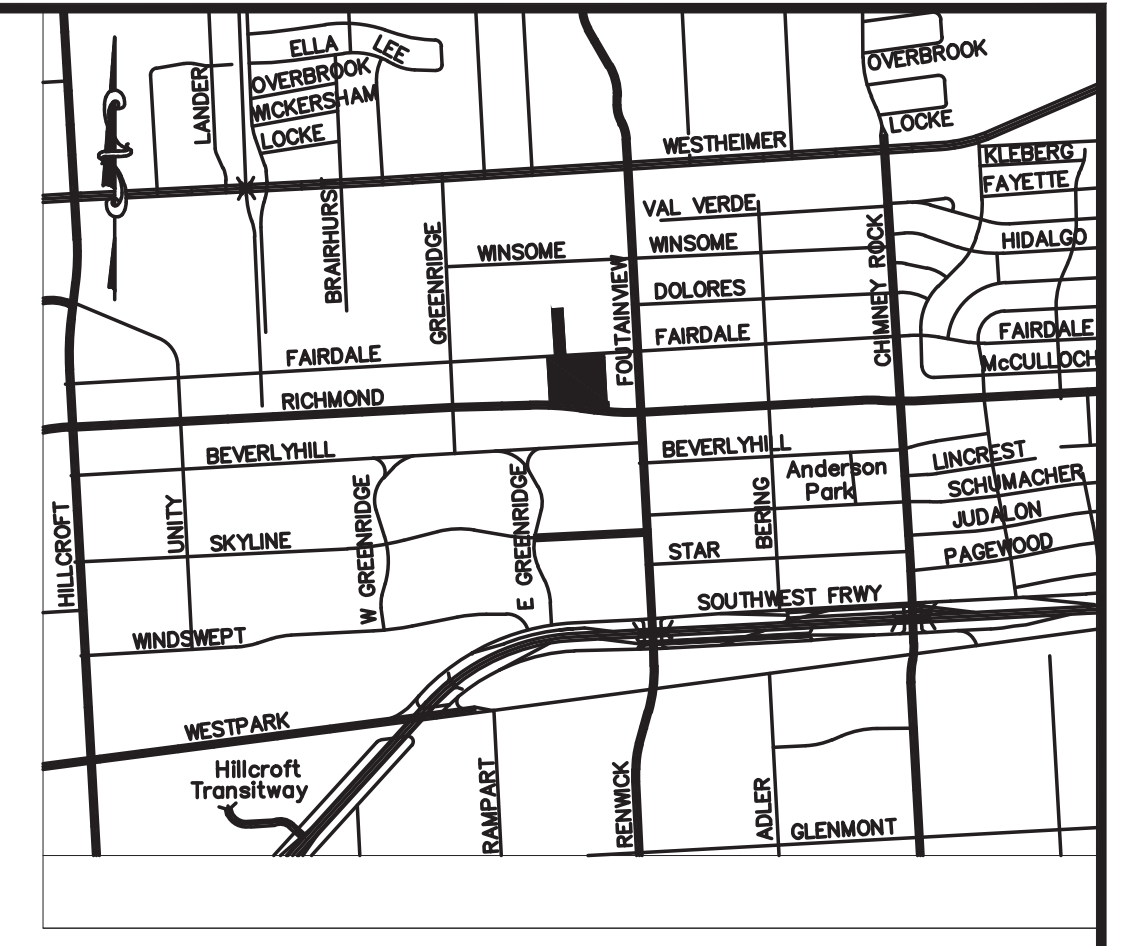 ELLA
LEE
OVERBROOK
WICKERSHAM
LOCKE
LANDER
OVERBROOK
LOCKE
WESTHEIMER
KLEBERG
FAYETTE
BRAIRHURS
GREENRIDGE
WINSOME
VAL VERDE
WINSOME
FOUTAINVIEW
DOLORES
FAIRDALE
CHIMNEY ROCK
HIDALGO
FAIRDALE
McCULLOCH
FAIRDALE
RICHMOND
BEVERLYHILL
BEVERLYHILL
Anderson
Park
LINCREST
SCHUMACHER
JUDALON
PAGEWOOD
HILLCROFT
UNITY
SKYLINE
W GREENRIDGE
E GREENRIDGE
BERING
STAR
SOUTHWEST FRWY
WINDSWEPT
WESTPARK
Hillcroft
Transitway
RAMPART
RENWICK
ADLER
GLENMONT